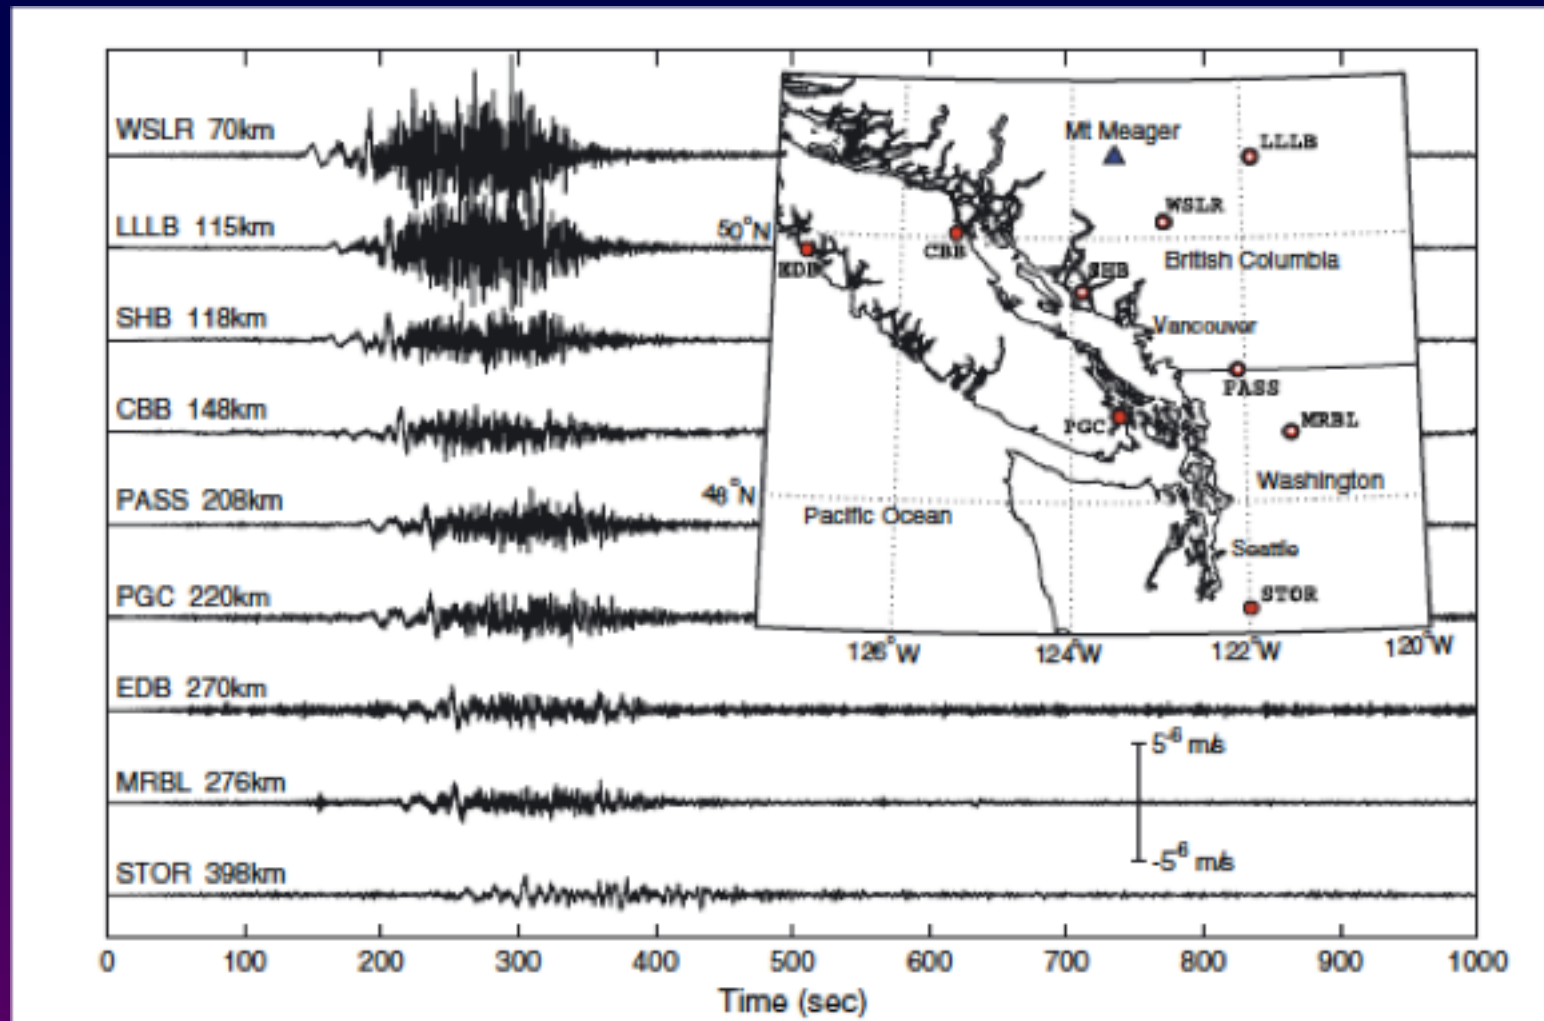 WSLR 70km
LLLB 115km
SHB 118km
CBB 148km
PASS 208km
PGC 220km
EDB 270km
MRBL 276km
STOR 398km
Mt Meager
LLLB
WSLR
50°N
CBB
EDB
British Columbia
SHB
Vancouver
PASS
PGC
MRBL
48°N
Washington
Pacific Ocean
Seattle
STOR
126°W 124°W 122°W 120°W
5-6 m/s
-5-6 m/s
0 100 200 300 400 500 600 700 800 900 1000
Time (sec)